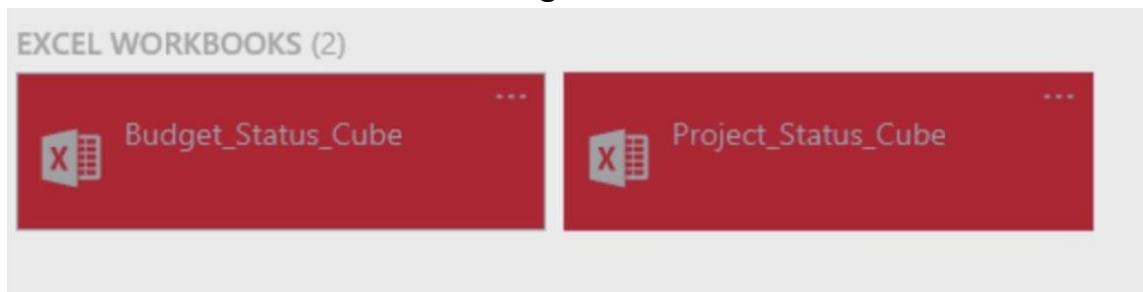 EXCEL WORKBOOKS (2)
...
Budget_Status_Cube
X
...
Project_Status_Cube
X